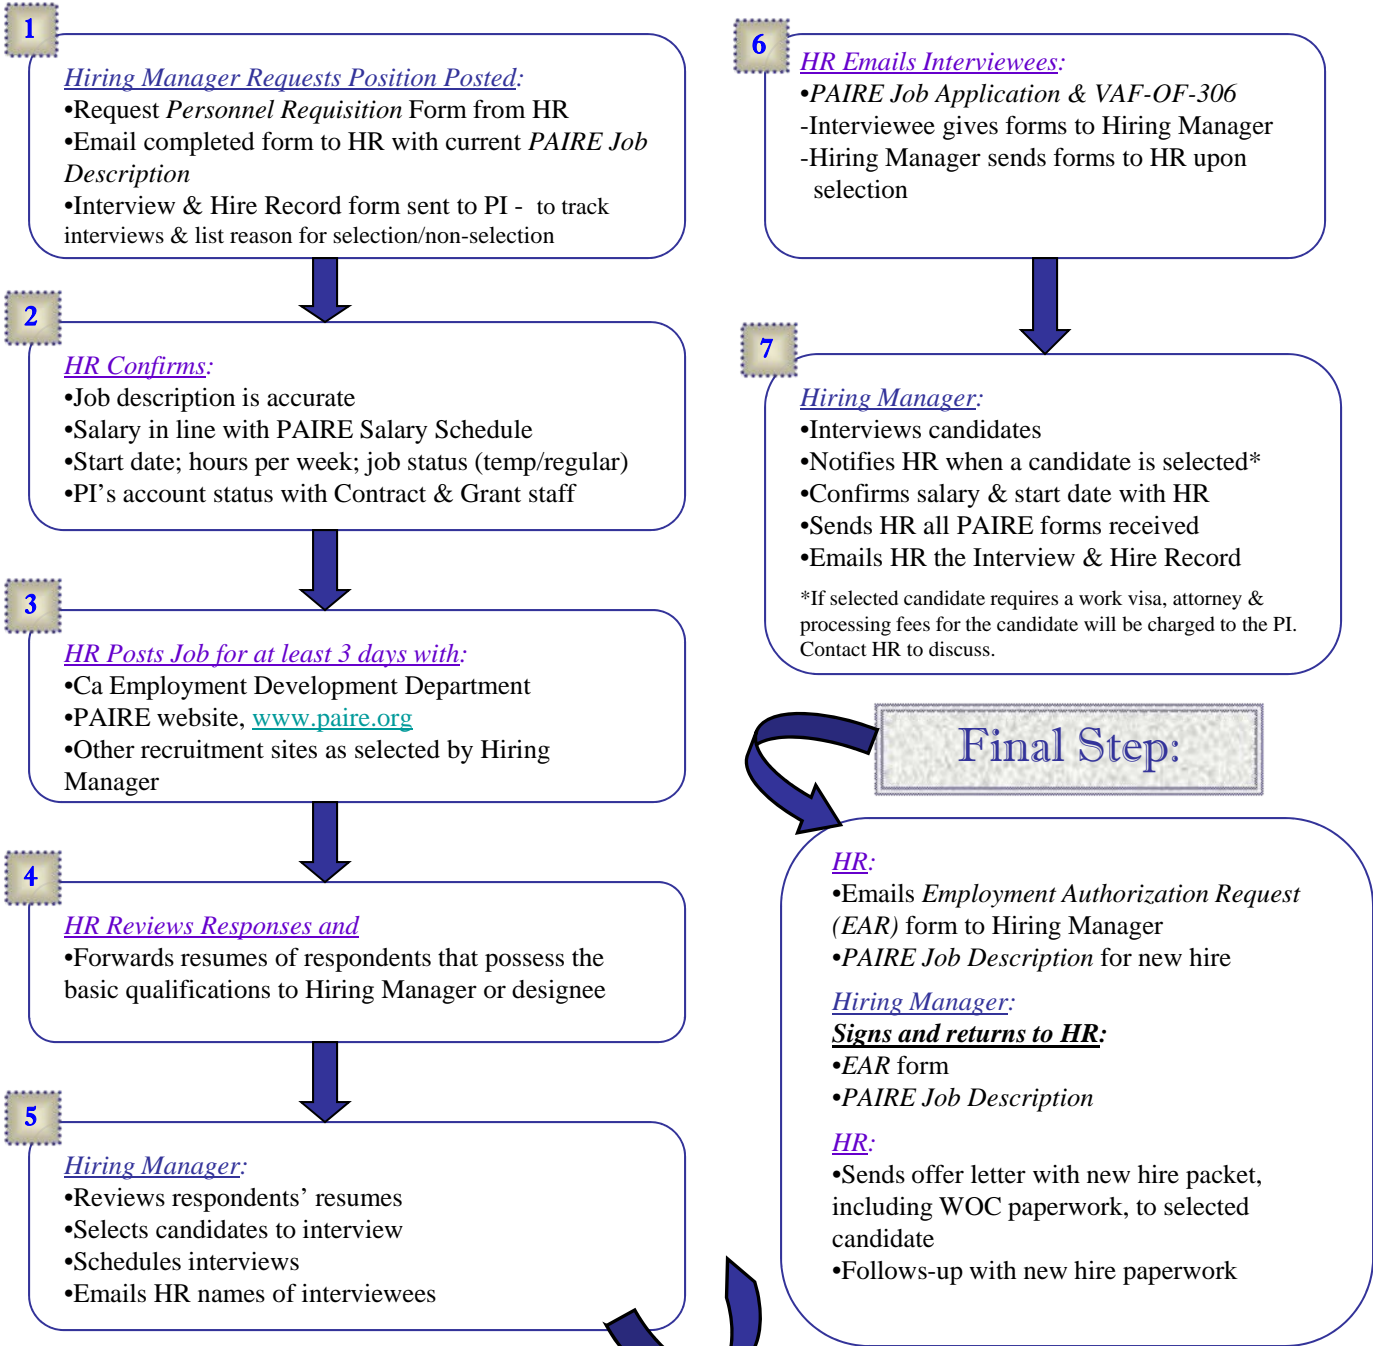 1
Hiring Manager Requests Position Posted:
•Request Personnel Requisition Form from HR
•Email completed form to HR with current PAIRE Job
Description
•Interview & Hire Record form sent to PI - to track
interviews & list reason for selection/non-selection
2
HR Confirms:
•Job description is accurate
•Salary in line with PAIRE Salary Schedule
•Start date; hours per week; job status (temp/regular)
•PI's account status with Contract & Grant staff
3
HR Posts Job for at least 3 days with:
•Ca Employment Development Department
•PAIRE website, www.paire.org
•Other recruitment sites as selected by Hiring
Manager
4
HR Reviews Responses and
•Forwards resumes of respondents that possess the
basic qualifications to Hiring Manager or designee
5
Hiring Manager:
•Reviews respondents' resumes
•Selects candidates to interview
•Schedules interviews
•Emails HR names of interviewees
6
HR Emails Interviewees:
•PAIRE Job Application & VAF-OF-306
-Interviewee gives forms to Hiring Manager
-Hiring Manager sends forms to HR upon
selection
7
Hiring Manager:
•Interviews candidates
•Notifies HR when a candidate is selected*
•Confirms salary & start date with HR
•Sends HR all PAIRE forms received
•Emails HR the Interview & Hire Record
*If selected candidate requires a work visa, attorney &
processing fees for the candidate will be charged to the PI.
Contact HR to discuss.
Final Step:
HR:
•Emails Employment Authorization Request
(EAR) form to Hiring Manager
•PAIRE Job Description for new hire
Hiring Manager:
Signs and returns to HR:
•EAR form
•PAIRE Job Description
HR:
•Sends offer letter with new hire packet,
including WOC paperwork, to selected
candidate
•Follows-up with new hire paperwork